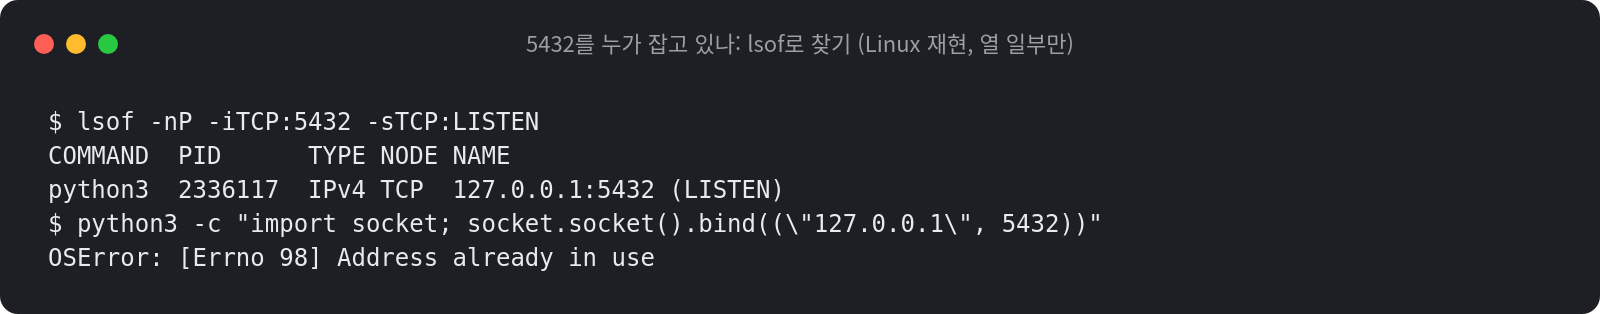 5432를 누가 잡고 있나: lsof로 찾기 (Linux 재현, 열 일부만)
$ lsof -nP -iTCP:5432 -sTCP:LISTEN
COMMAND  PID      TYPE NODE NAME
python3  2336117  IPv4 TCP  127.0.0.1:5432 (LISTEN)
$ python3 -c "import socket; socket.socket().bind((\"127.0.0.1\", 5432))"
OSError: [Errno 98] Address already in use